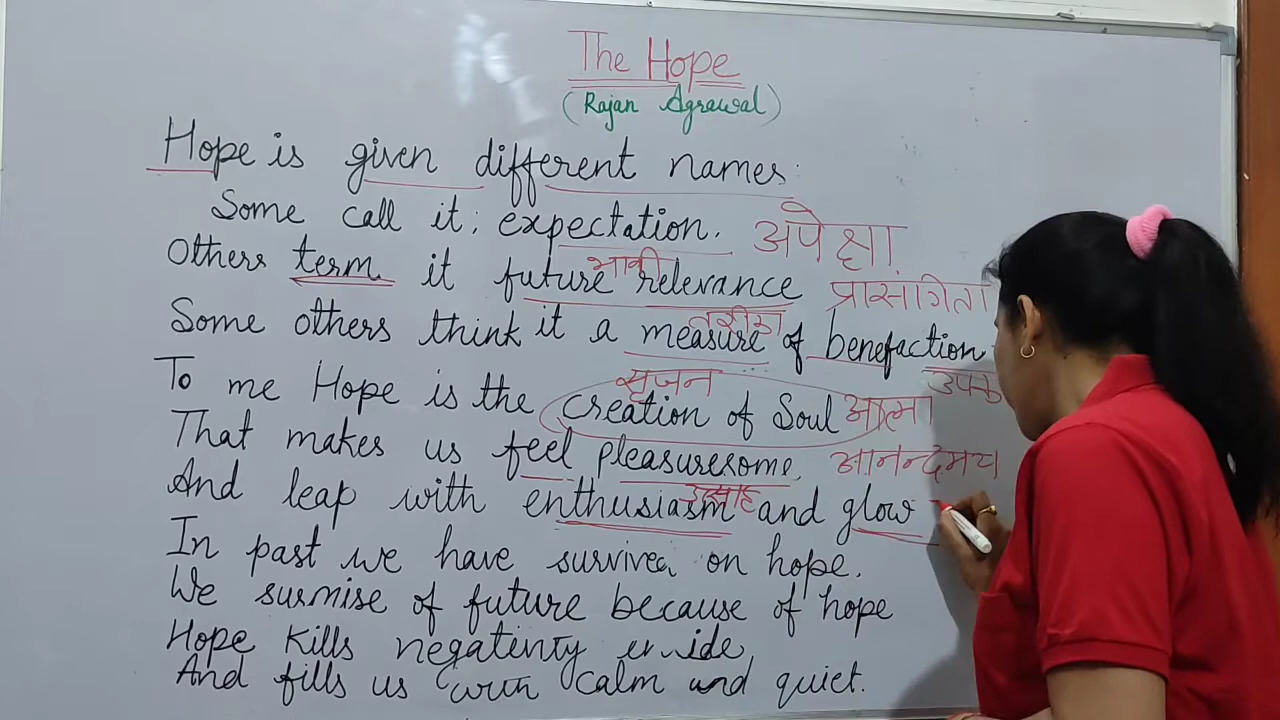 The Hope
(Rajan Agrawal)
Hope is given different names:
Some call it; expectation. अपेक्षा
भावी
Others term it future relevance प्रासंगिता
तरीका
Some others think it a measure of benefaction
सृजन
To me Hope is the creation of Soul आत्मा
That makes us feel pleasuresome. आनन्दमय
उत्साह
And leap with enthusiasm and glow
In past we have survived on hope.
We surmise of future because of hope
Hope Kills negativity
And fills us with calm and quiet.